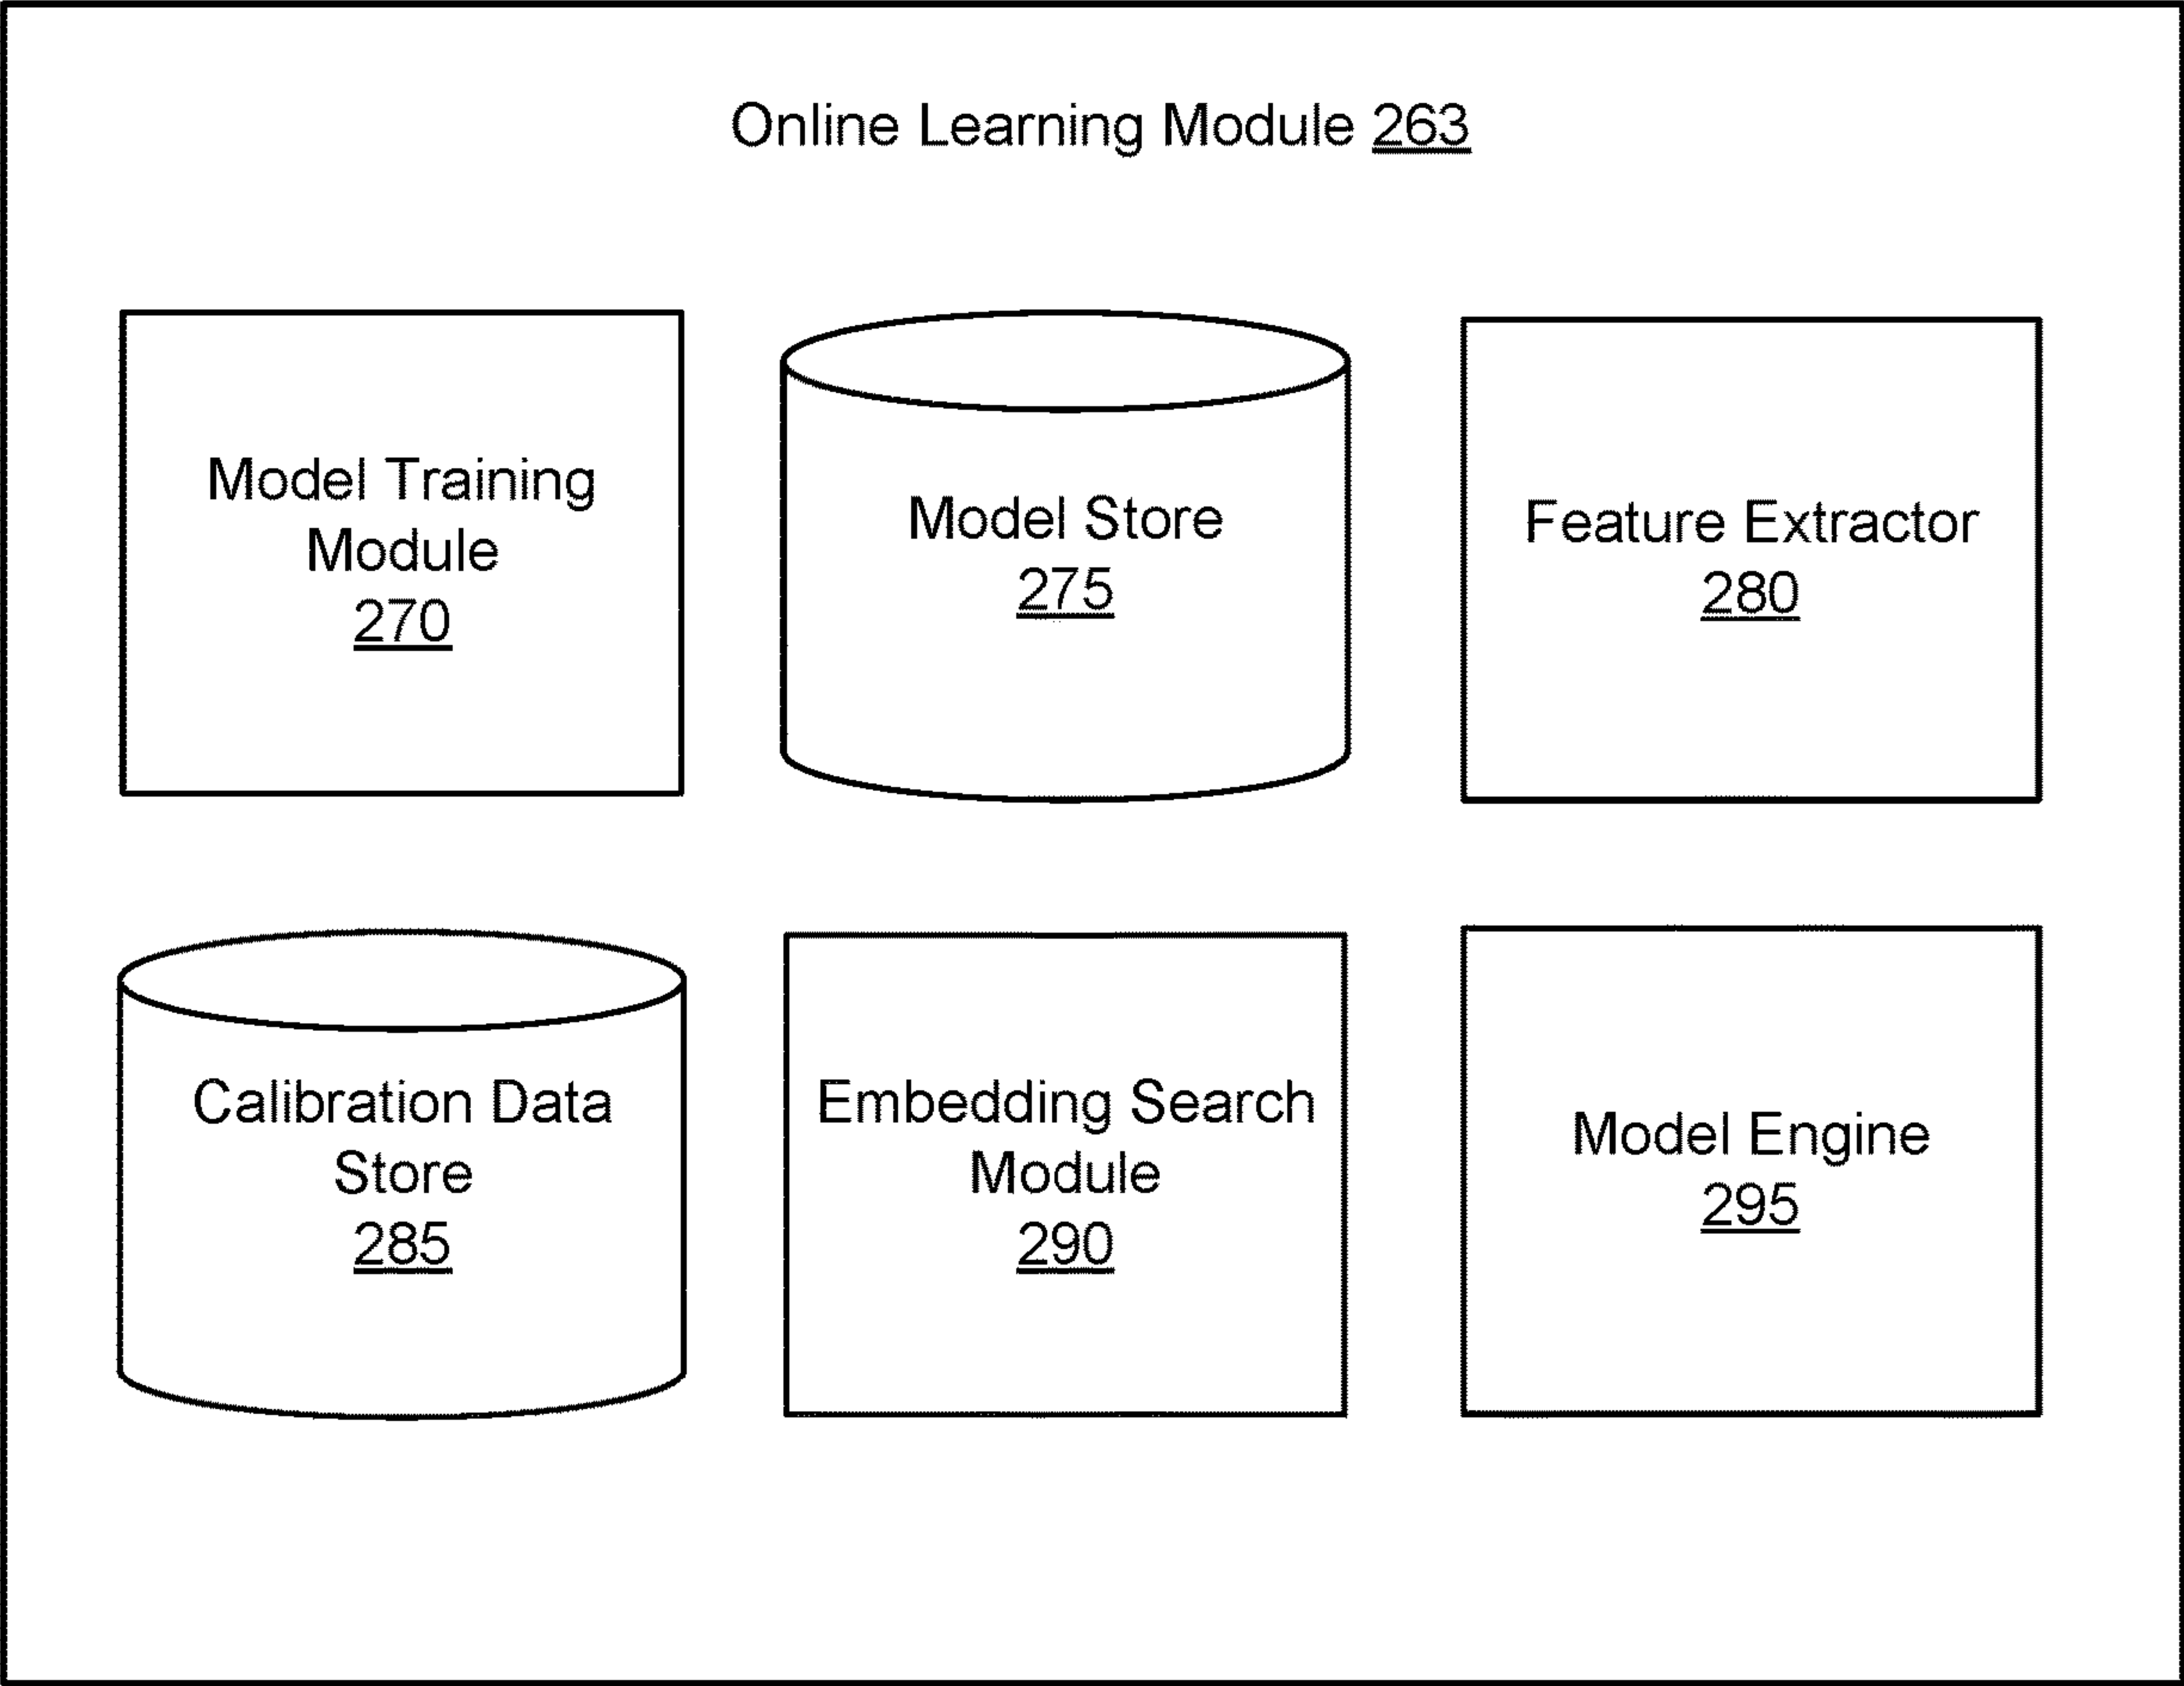 Online Learning Module 263
Model Training
Module
270
Model Store
275
Feature Extractor
280
Calibration Data
Store
285
Embedding Search
Module
290
Model Engine
295